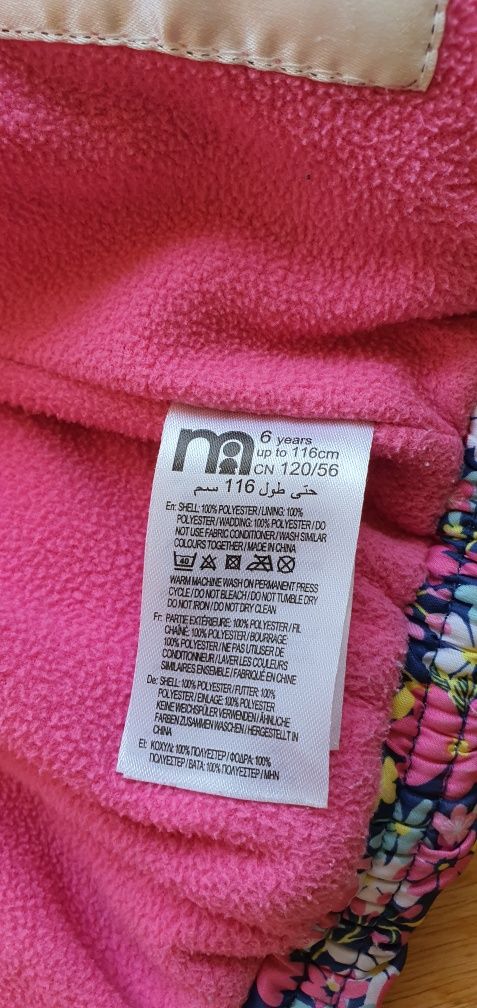 6 years
up to 116cm
CN 120/56
حتى طول 116 سم
En: SHELL: 100% POLYESTER / LINING: 100%
POLYESTER / WADDING: 100% POLYESTER / DO
NOT USE FABRIC CONDITIONER / WASH SIMILAR
COLOURS TOGETHER / MADE IN CHINA
40
WARM MACHINE WASH ON PERMANENT PRESS
CYCLE / DO NOT BLEACH / DO NOT TUMBLE DRY
DO NOT IRON / DO NOT DRY CLEAN
Fr: PARTIE EXTÉRIEURE: 100% POLYESTER / FIL
CHAÎNE: 100% POLYESTER / BOURRAGE:
100% POLYESTER / NE PAS UTILISER DE
CONDITIONNEUR / LAVER LES COULEURS
SIMILAIRES ENSEMBLE / FABRIQUÉ EN CHINE
De: SHELL: 100% POLYESTER / FUTTER: 100%
POLYESTER / EINLAGE: 100% POLYESTER
KEINE WEICHSPÜLER VERWENDEN / ÄHNLICHE
FARBEN ZUSAMMEN WASCHEN / HERGESTELLT IN
CHINA
El: ΚΟΧΥΛΙ: 100% ΠΟΛΥΕΣΤΕΡ / ΦΟΔΡΑ: 100%
ΠΟΛΥΕΣΤΕΡ / ΒΑΤΑ: 100% ΠΟΛΥΕΣΤΕΡ / ΜΗΝ